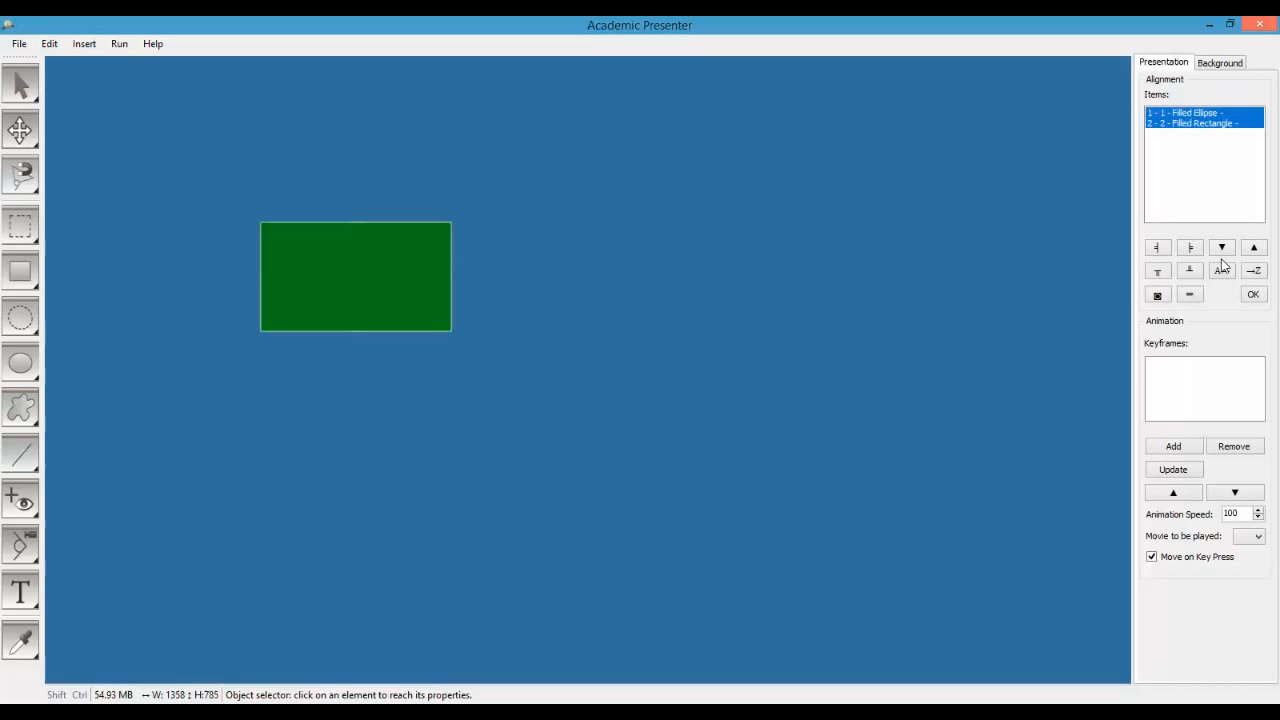 Academic Presenter
File Edit Insert Run Help
Presentation Background
Alignment
Items:
1 - 1 - Filled Ellipse -
2 - 2 - Filled Rectangle -
→Z
OK
Animation
Keyframes:
Add Remove
Update
Animation Speed: 100
Movie to be played:
Move on Key Press
T
Shift Ctrl 54.93 MB ↔ W: 1358 ↕ H:785 Object selector: click on an element to reach its properties.